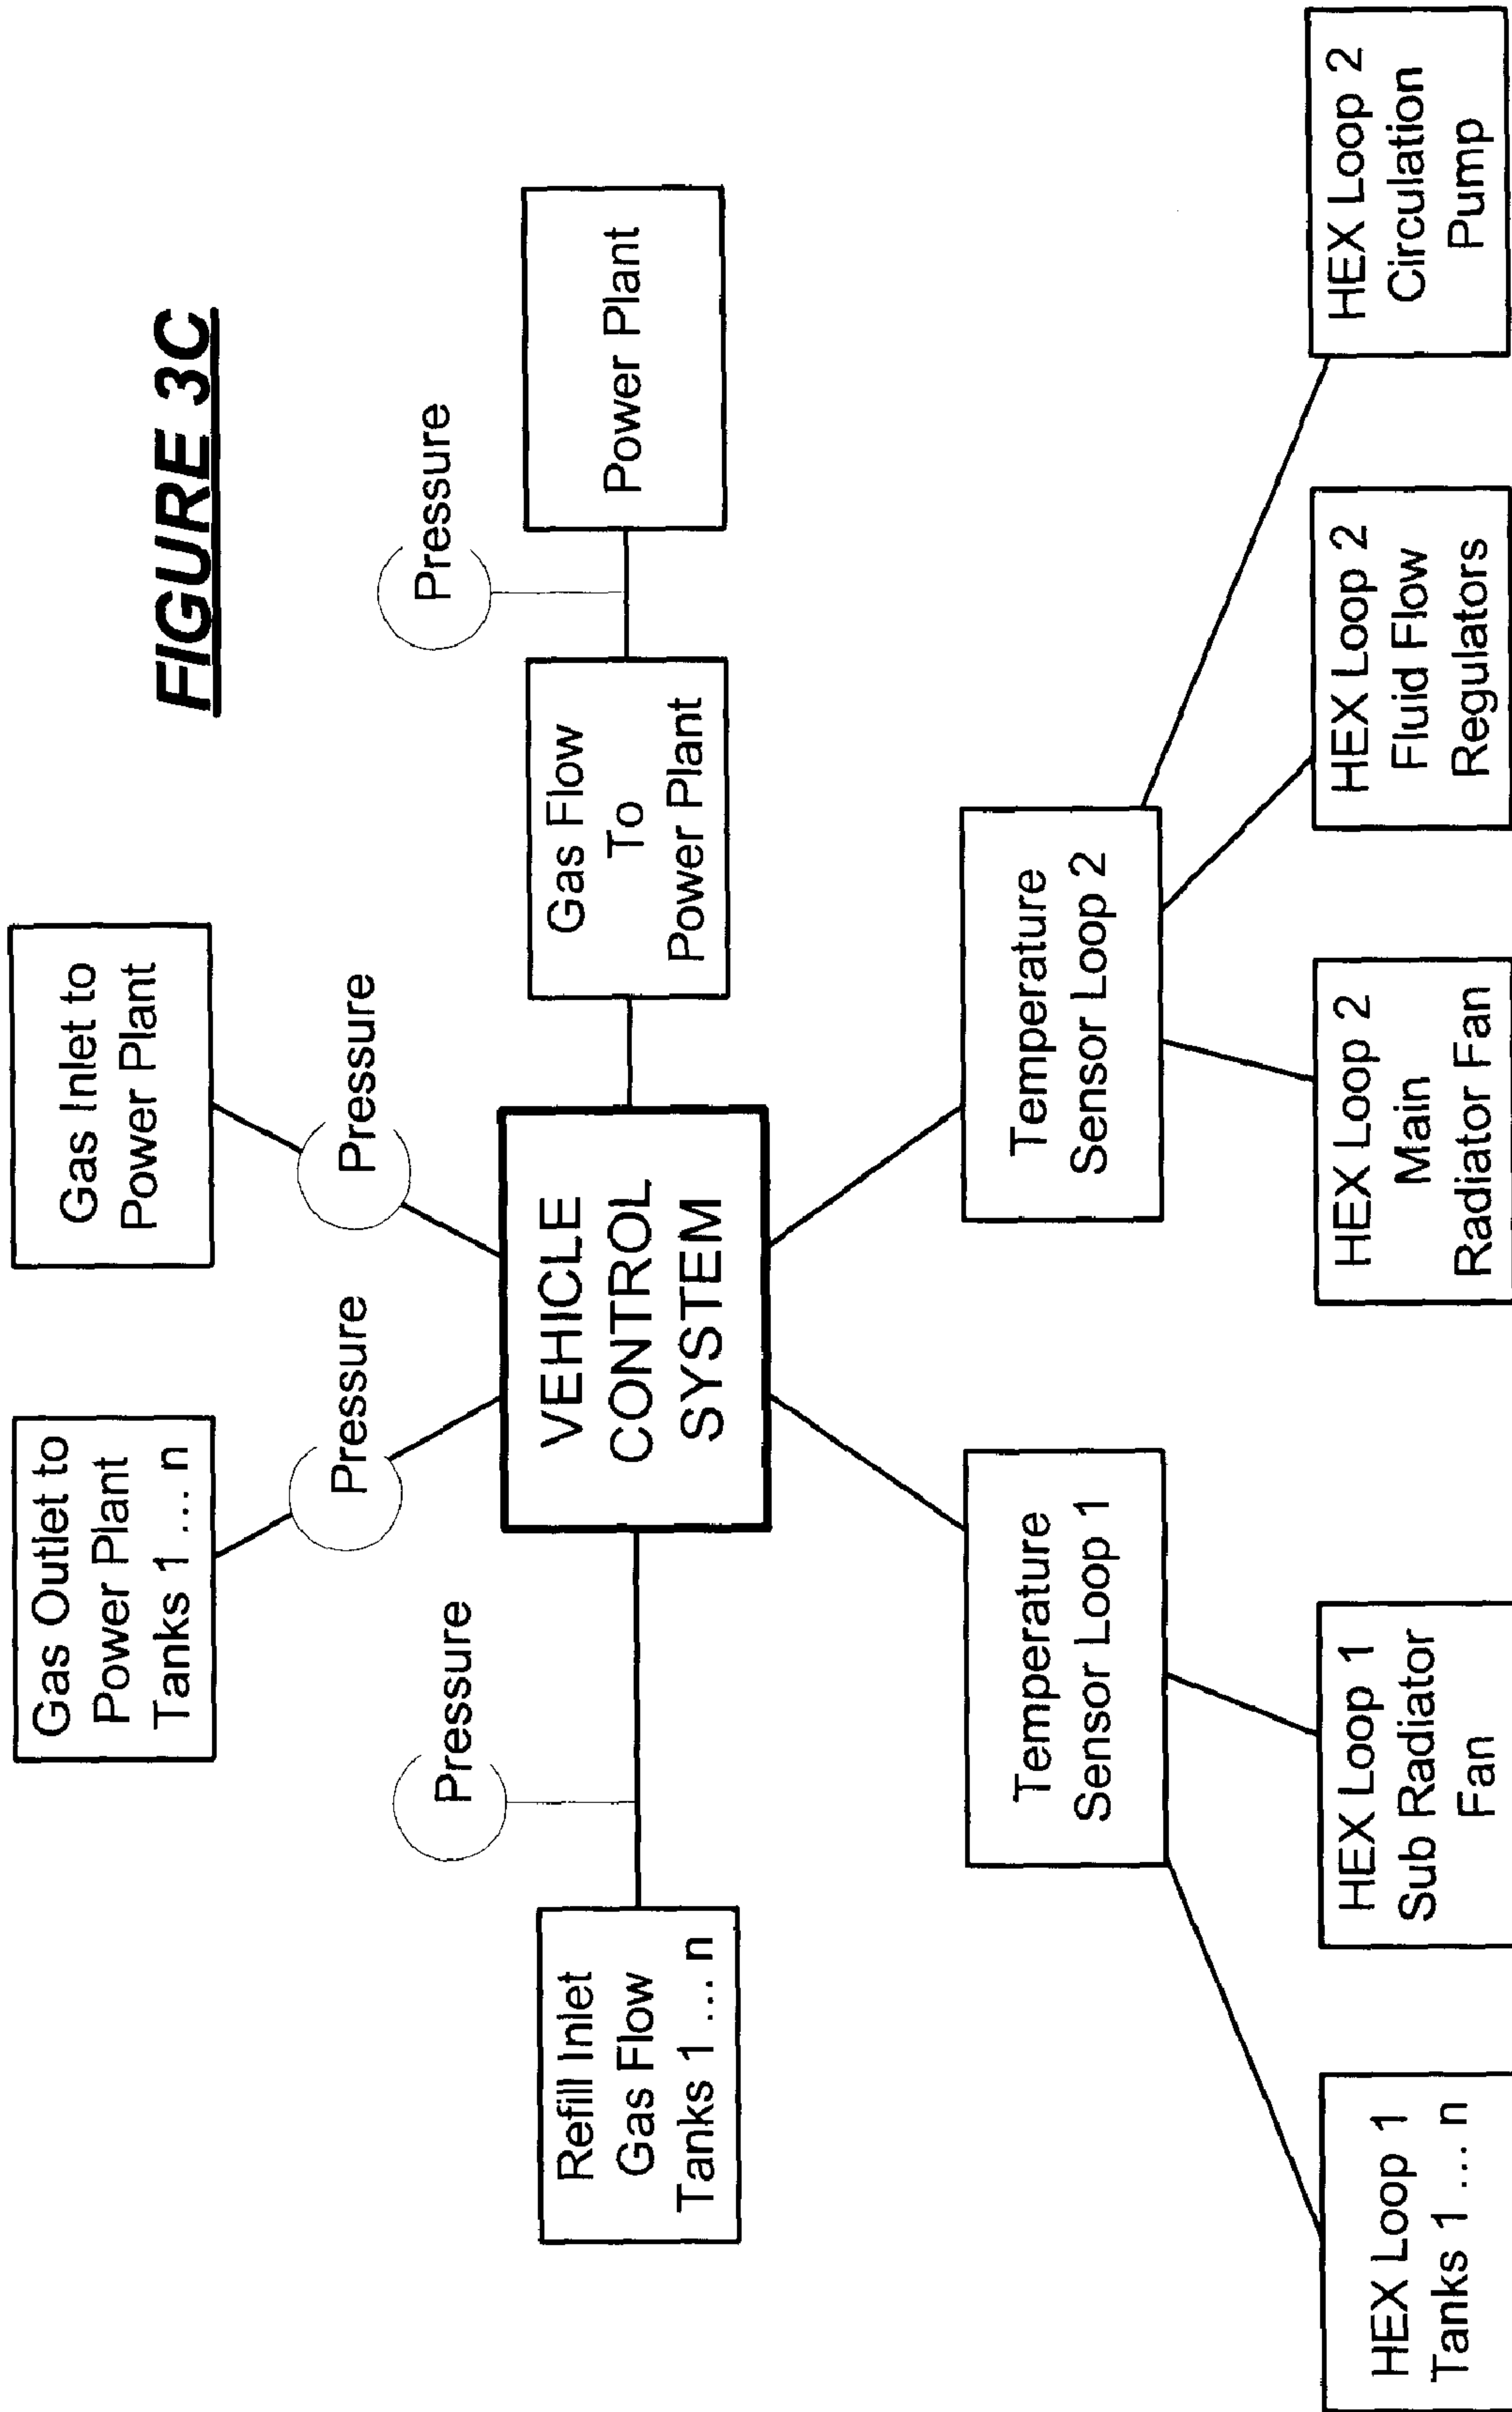 FIGURE 3C
Gas Outlet to
Power Plant
Tanks 1 ... n
Gas Inlet to
Power Plant
Pressure
Pressure
Pressure
Pressure
Refill Inlet
Gas Flow
Tanks 1 ... n
VEHICLE
CONTROL
SYSTEM
Gas Flow
To
Power Plant
Power Plant
Temperature
Sensor Loop 1
Temperature
Sensor Loop 2
HEX Loop 1
Tanks 1 ... n
HEX Loop 1
Sub Radiator
Fan
HEX Loop 2
Main
Radiator Fan
HEX Loop 2
Fluid Flow
Regulators
HEX Loop 2
Circulation
Pump